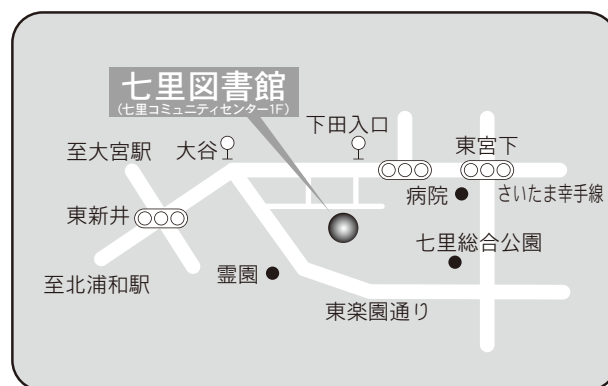 七里図書館
(七里コミュニティセンター1F)
下田入口
至大宮駅
大谷
東宮下
病院
さいたま幸手線
東新井
七里総合公園
霊園
至北浦和駅
東楽園通り